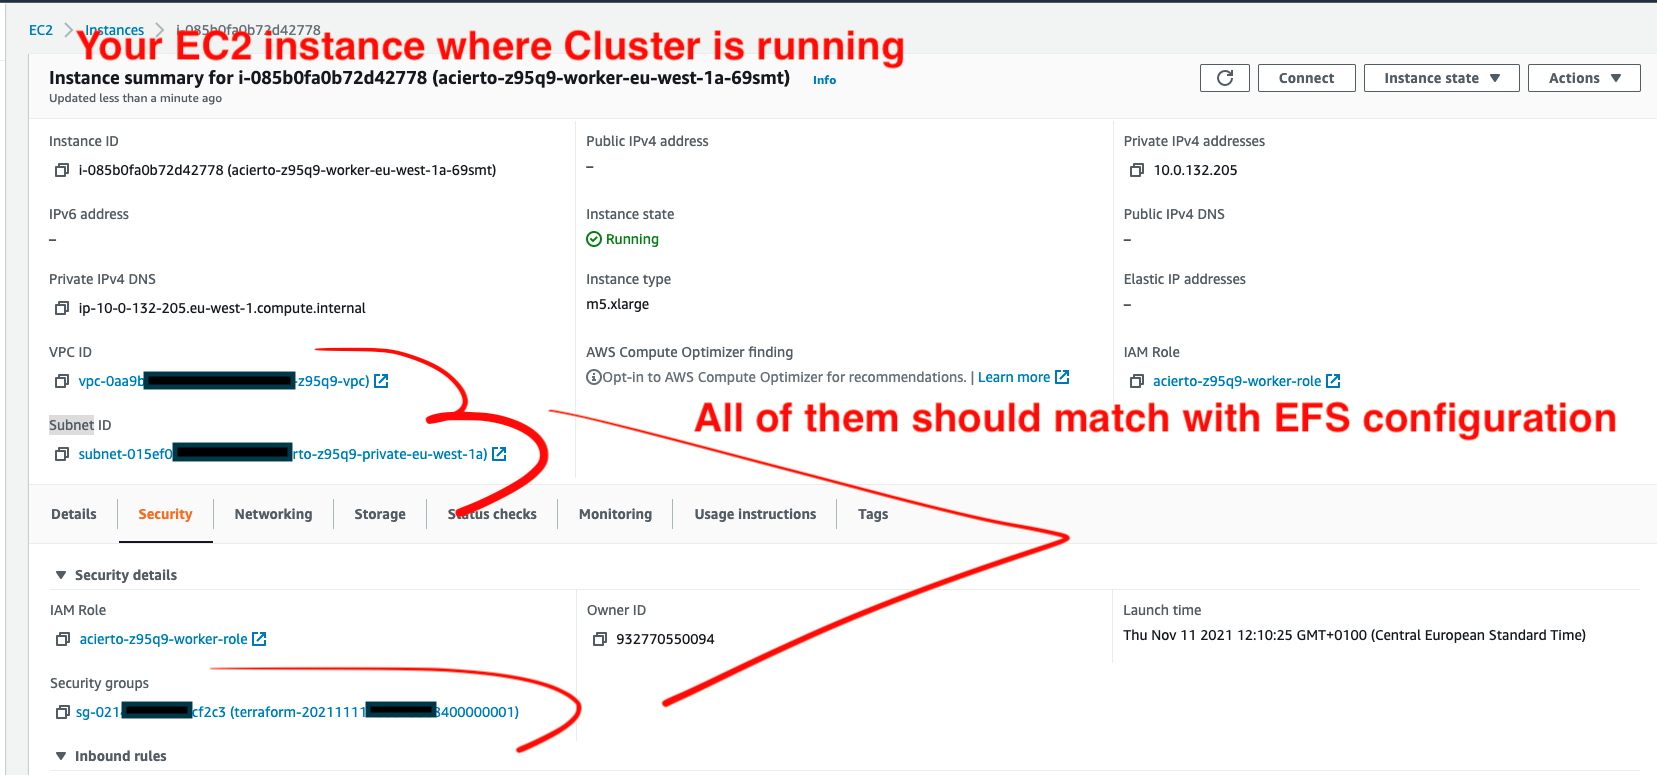 EC2 > Instances > i-085b0fa0b72d42778
Your EC2 instance where Cluster is running
Instance summary for i-085b0fa0b72d42778 (acierto-z95q9-worker-eu-west-1a-69smt) Info
Updated less than a minute ago
Connect Instance state Actions
Instance ID Public IPv4 address Private IPv4 addresses
i-085b0fa0b72d42778 (acierto-z95q9-worker-eu-west-1a-69smt) – 10.0.132.205
IPv6 address Instance state Public IPv4 DNS
– Running –
Private IPv4 DNS Instance type Elastic IP addresses
ip-10-0-132-205.eu-west-1.compute.internal m5.xlarge –
VPC ID AWS Compute Optimizer finding IAM Role
vpc-0aa9b -z95q9-vpc) Opt-in to AWS Compute Optimizer for recommendations. | Learn more acierto-z95q9-worker-role
All of them should match with EFS configuration
Subnet ID
subnet-015ef0 rto-z95q9-private-eu-west-1a)
Details Security Networking Storage Status checks Monitoring Usage instructions Tags
Security details
IAM Role Owner ID Launch time
acierto-z95q9-worker-role 932770550094 Thu Nov 11 2021 12:10:25 GMT+0100 (Central European Standard Time)
Security groups
sg-021 cf2c3 (terraform-20211111 3400000001)
Inbound rules